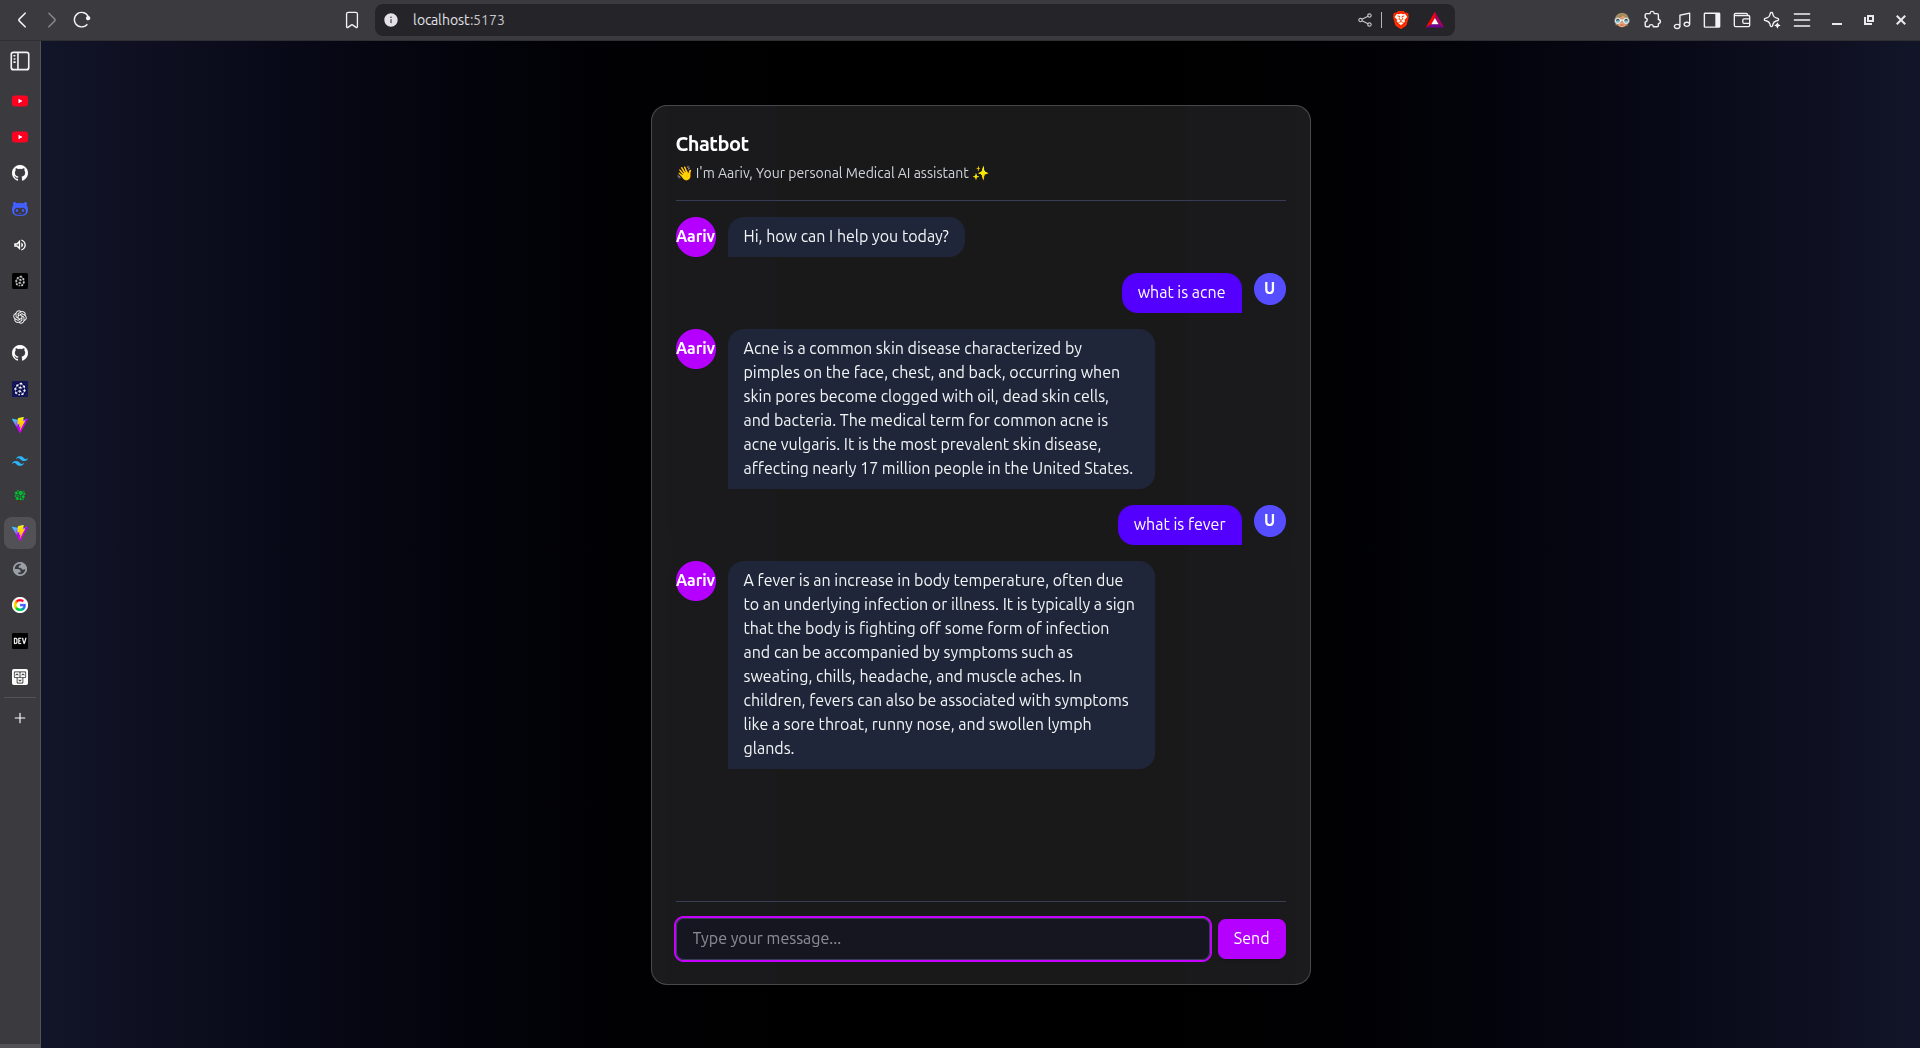 localhost:5173
Chatbot
👋 I'm Aariv, Your personal Medical AI assistant ✨
Aariv
Hi, how can I help you today?
what is acne
U
Aariv
Acne is a common skin disease characterized by
pimples on the face, chest, and back, occurring when
skin pores become clogged with oil, dead skin cells,
and bacteria. The medical term for common acne is
acne vulgaris. It is the most prevalent skin disease,
affecting nearly 17 million people in the United States.
what is fever
U
Aariv
A fever is an increase in body temperature, often due
to an underlying infection or illness. It is typically a sign
that the body is fighting off some form of infection
and can be accompanied by symptoms such as
sweating, chills, headache, and muscle aches. In
children, fevers can also be associated with symptoms
like a sore throat, runny nose, and swollen lymph
glands.
DEV
Type your message...
Send